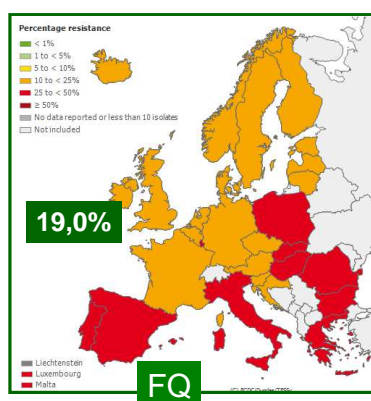 Percentage resistance
< 1%
1 to < 5%
5 to < 10%
10 to < 25%
25 to < 50%
≥ 50%
No data reported or less than 10 isolates
Not included
19,0%
Liechtenstein
Luxembourg
Malta
FQ